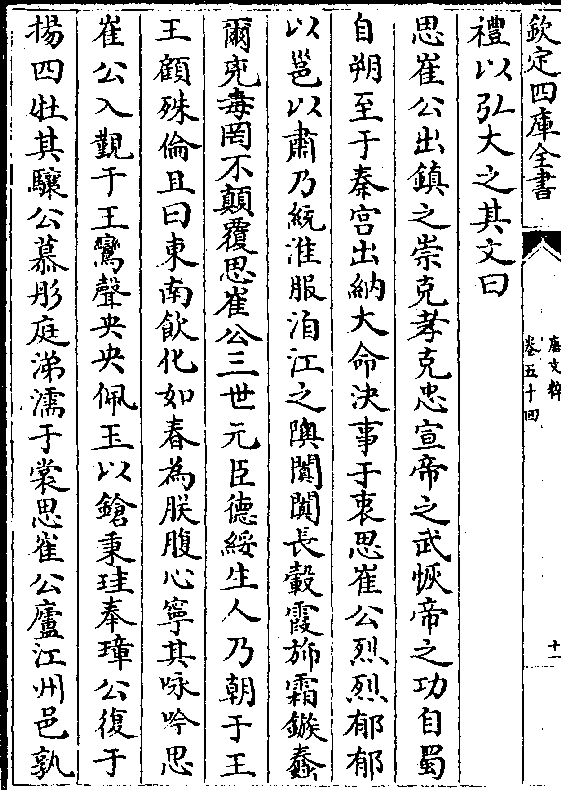 欽定四庫全書
唐文粹
卷五十四
十一
禮以弘大之其文曰
思崔公出鎮之崇克孝克忠宣帝之武恢帝之功自蜀
自朔至于秦宫出納大命決事于衷思崔公烈烈郁郁
以邕以肅乃統淮服洎江之隩闐闐長轂霞斾霜鏃蠢
爾兇毒罔不顛覆思崔公三世元臣德綏生人乃朝于王
王顧殊倫且曰東南飲化如春為朕腹心寧其咏吟思
崔公入覲于王鸞聲央央佩玉以鎗秉珪奉璋公復于
揚四牡其驤公慕彤庭涕濡于裳思崔公廬江州邑孰